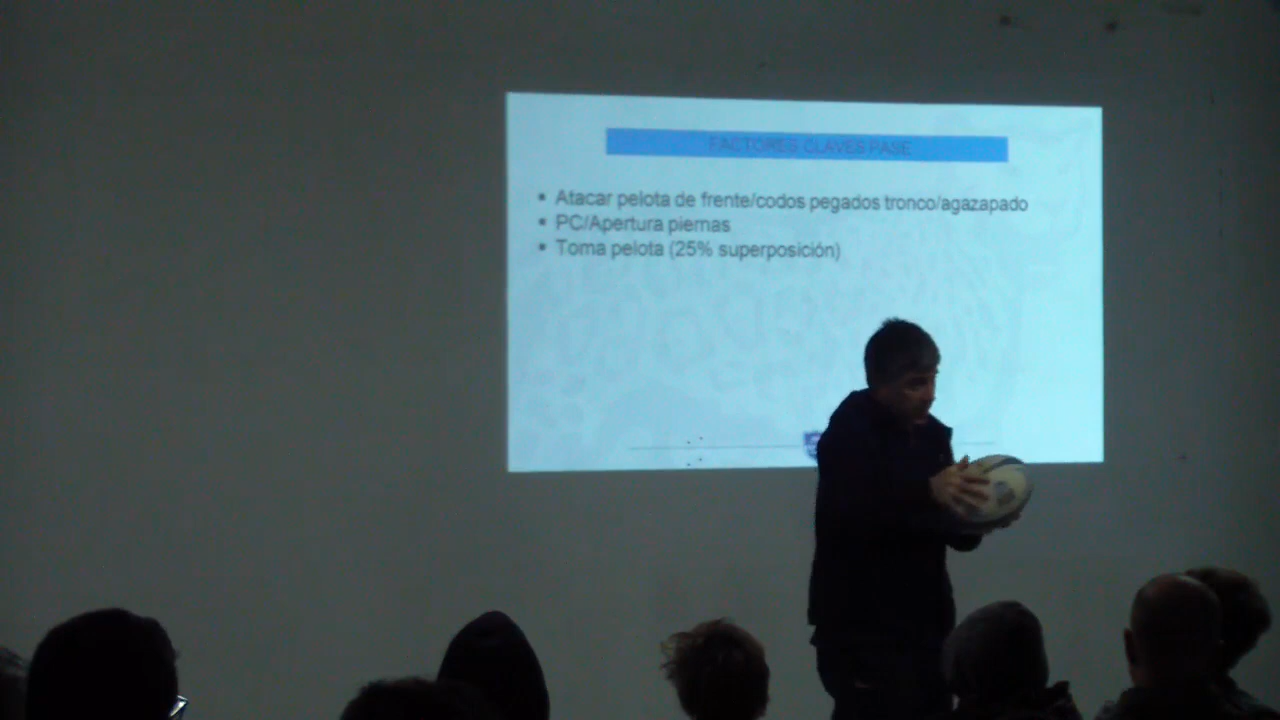 FACTORES CLAVES PASE
▪ Atacar pelota de frente/codos pegados tronco/agazapado
▪ PC/Apertura piernas
▪ Toma pelota (25% superposición)